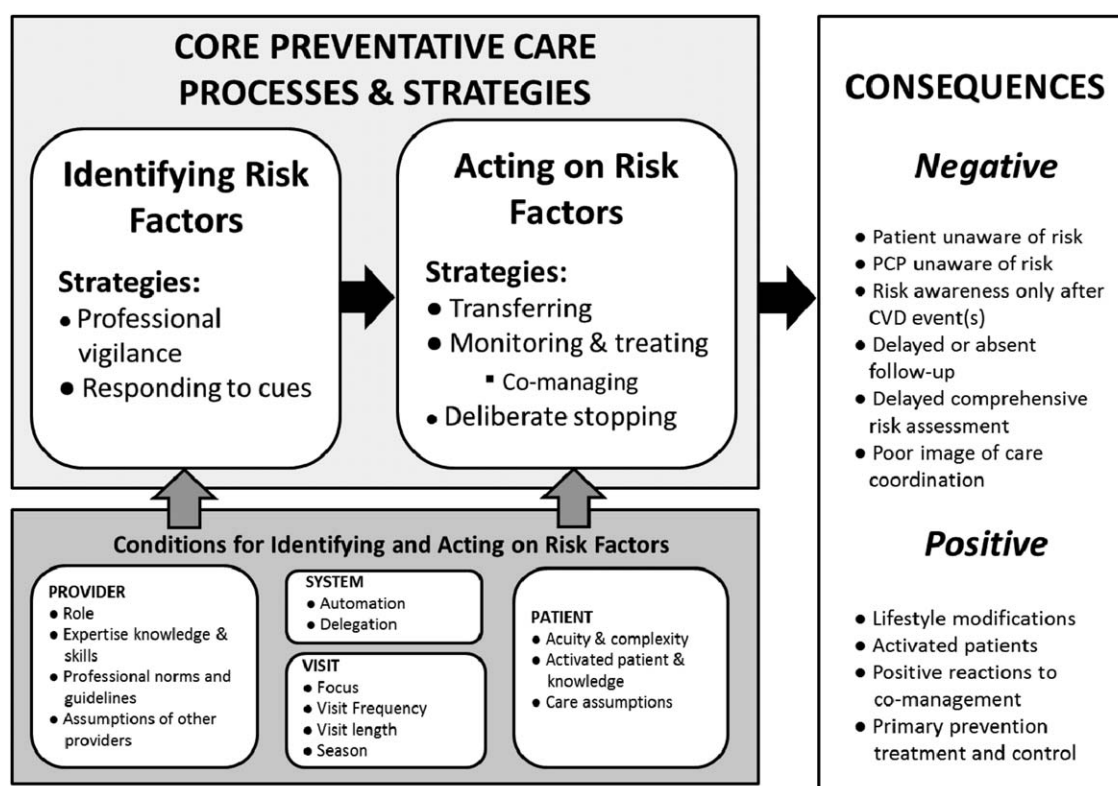 CORE PREVENTATIVE CARE
PROCESSES & STRATEGIES
Identifying Risk
Factors
Strategies:
● Professional
vigilance
● Responding to cues
Acting on Risk
Factors
Strategies:
● Transferring
● Monitoring & treating
▪ Co-managing
● Deliberate stopping
Conditions for Identifying and Acting on Risk Factors
PROVIDER
● Role
● Expertise knowledge &
skills
● Professional norms and
guidelines
● Assumptions of other
providers
SYSTEM
● Automation
● Delegation
VISIT
● Focus
● Visit Frequency
● Visit length
● Season
PATIENT
● Acuity & complexity
● Activated patient &
knowledge
● Care assumptions
CONSEQUENCES
Negative
● Patient unaware of risk
● PCP unaware of risk
● Risk awareness only after
CVD event(s)
● Delayed or absent
follow-up
● Delayed comprehensive
risk assessment
● Poor image of care
coordination
Positive
● Lifestyle modifications
● Activated patients
● Positive reactions to
co-management
● Primary prevention
treatment and control